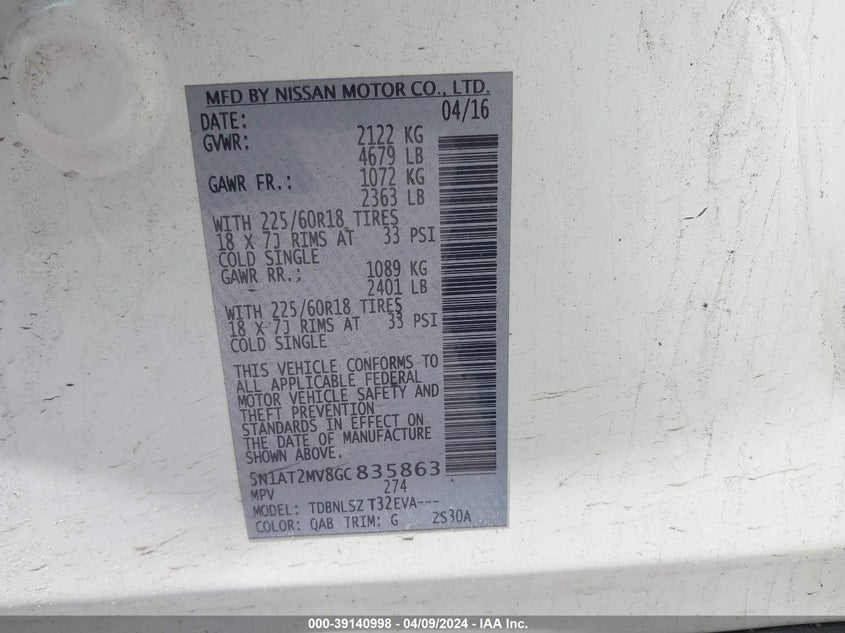 MFD BY NISSAN MOTOR CO., LTD.
DATE: 04/16
GVWR: 2122 KG
4679 LB
GAWR FR.: 1072 KG
2363 LB
WITH 225/60R18 TIRES
18 X 7J RIMS AT 33 PSI
COLD SINGLE
GAWR RR.: 1089 KG
2401 LB
WITH 225/60R18 TIRES
18 X 7J RIMS AT 33 PSI
COLD SINGLE
THIS VEHICLE CONFORMS TO
ALL APPLICABLE FEDERAL
MOTOR VEHICLE SAFETY AND
THEFT PREVENTION
STANDARDS IN EFFECT ON
THE DATE OF MANUFACTURE
SHOWN ABOVE.
5N1AT2MV8GC835863
MPV 274
MODEL: TDBNLSZ T32EVA---
COLOR: QAB TRIM: G 2S30A
000-39140998 - 04/09/2024 - IAA Inc.